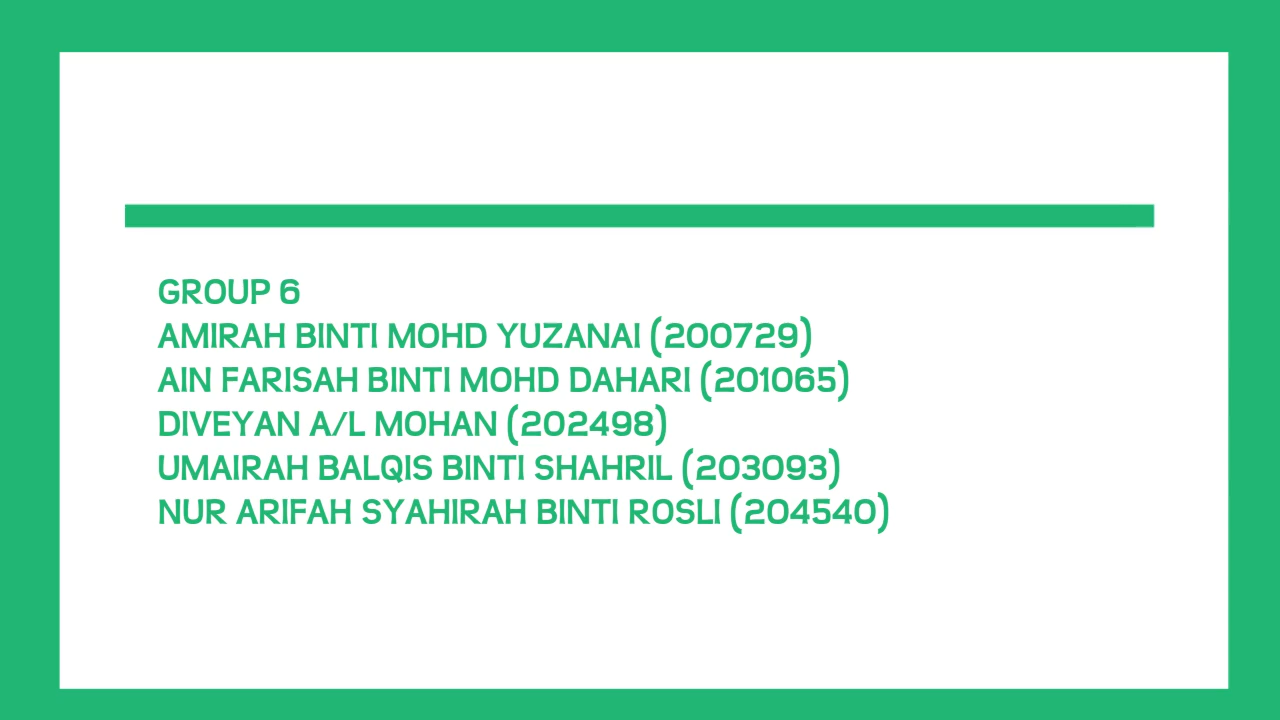 GROUP 6
AMIRAH BINTI MOHD YUZANAI (200729)
AIN FARISAH BINTI MOHD DAHARI (201065)
DIVEYAN A/L MOHAN (202498)
UMAIRAH BALQIS BINTI SHAHRIL (203093)
NUR ARIFAH SYAHIRAH BINTI ROSLI (204540)